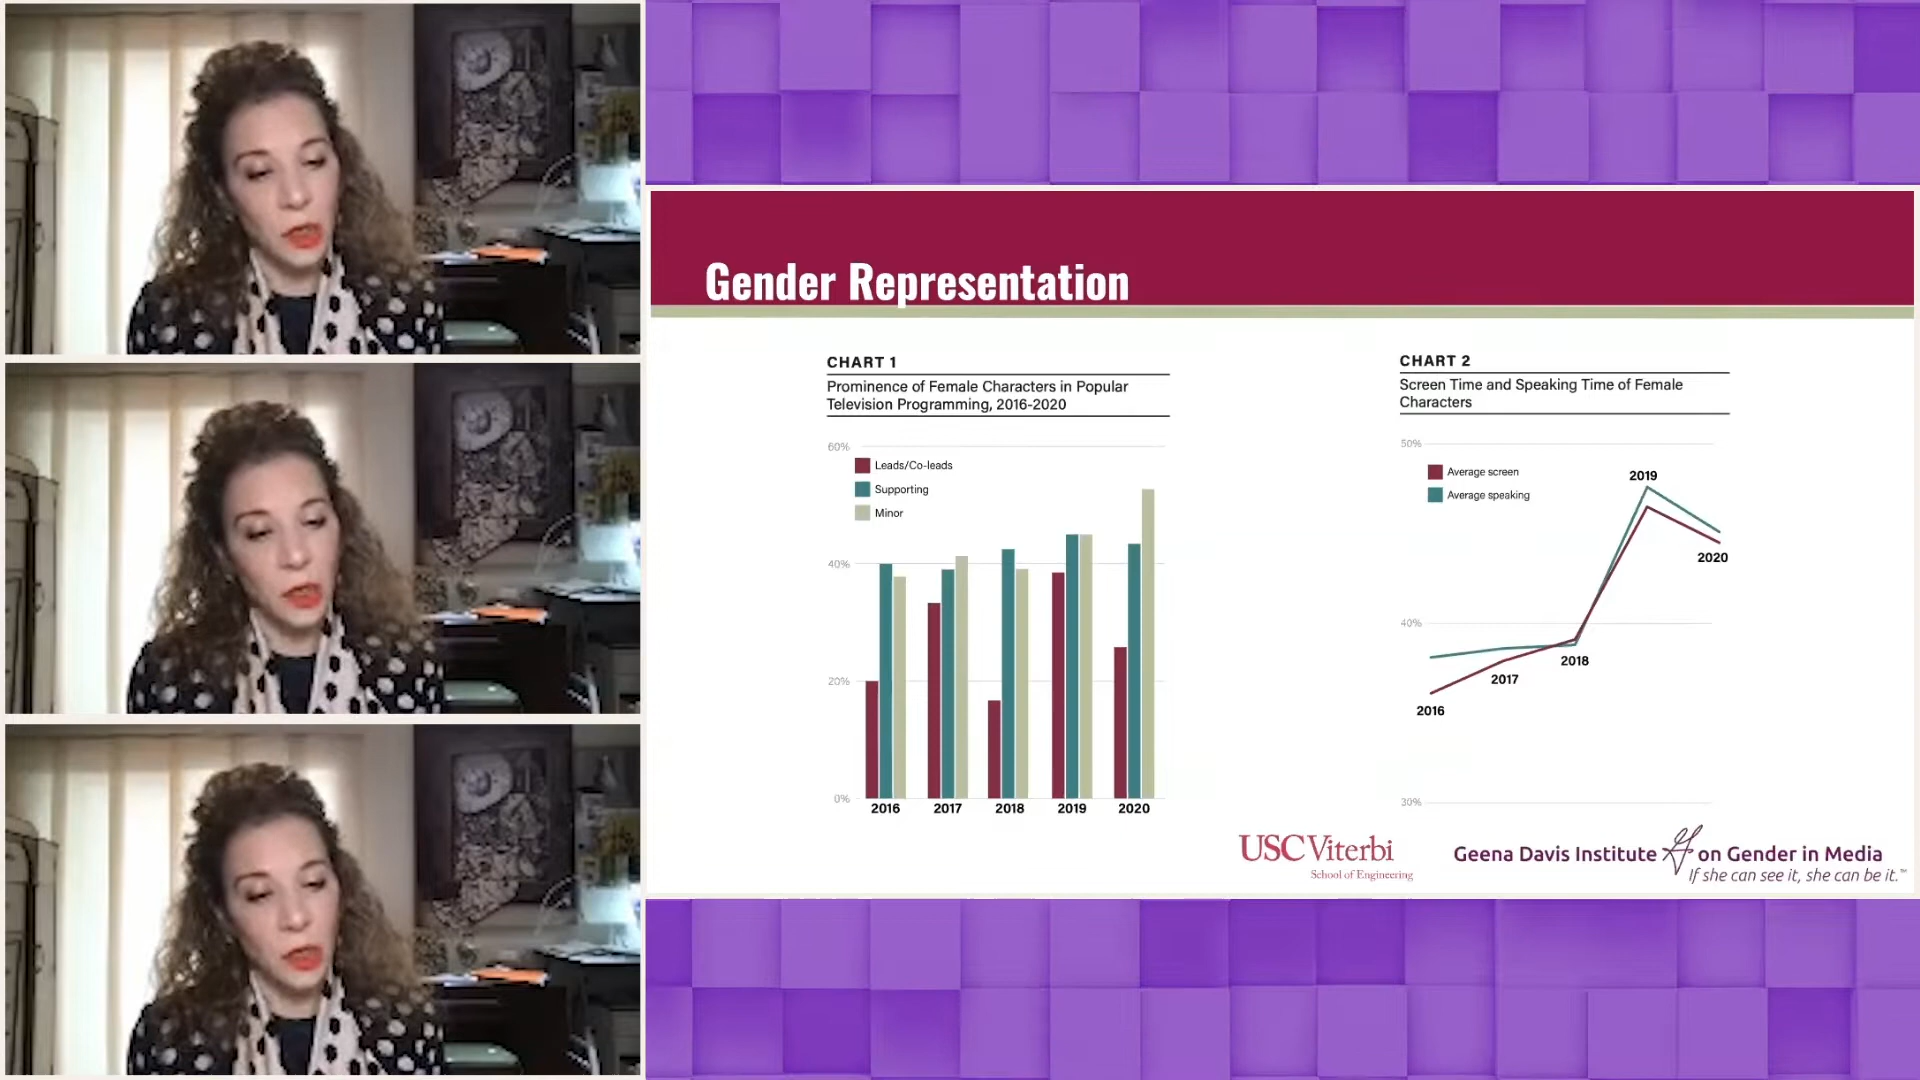 Gender Representation
CHART 1
Prominence of Female Characters in Popular
Television Programming, 2016-2020
60%
Leads/Co-leads
Supporting
Minor
40%
20%
0%
2016 2017 2018 2019 2020
CHART 2
Screen Time and Speaking Time of Female
Characters
50%
Average screen
Average speaking
2019
2020
40%
2018
2017
2016
30%
USC Viterbi
School of Engineering
Geena Davis Institute on Gender in Media
If she can see it, she can be it.™